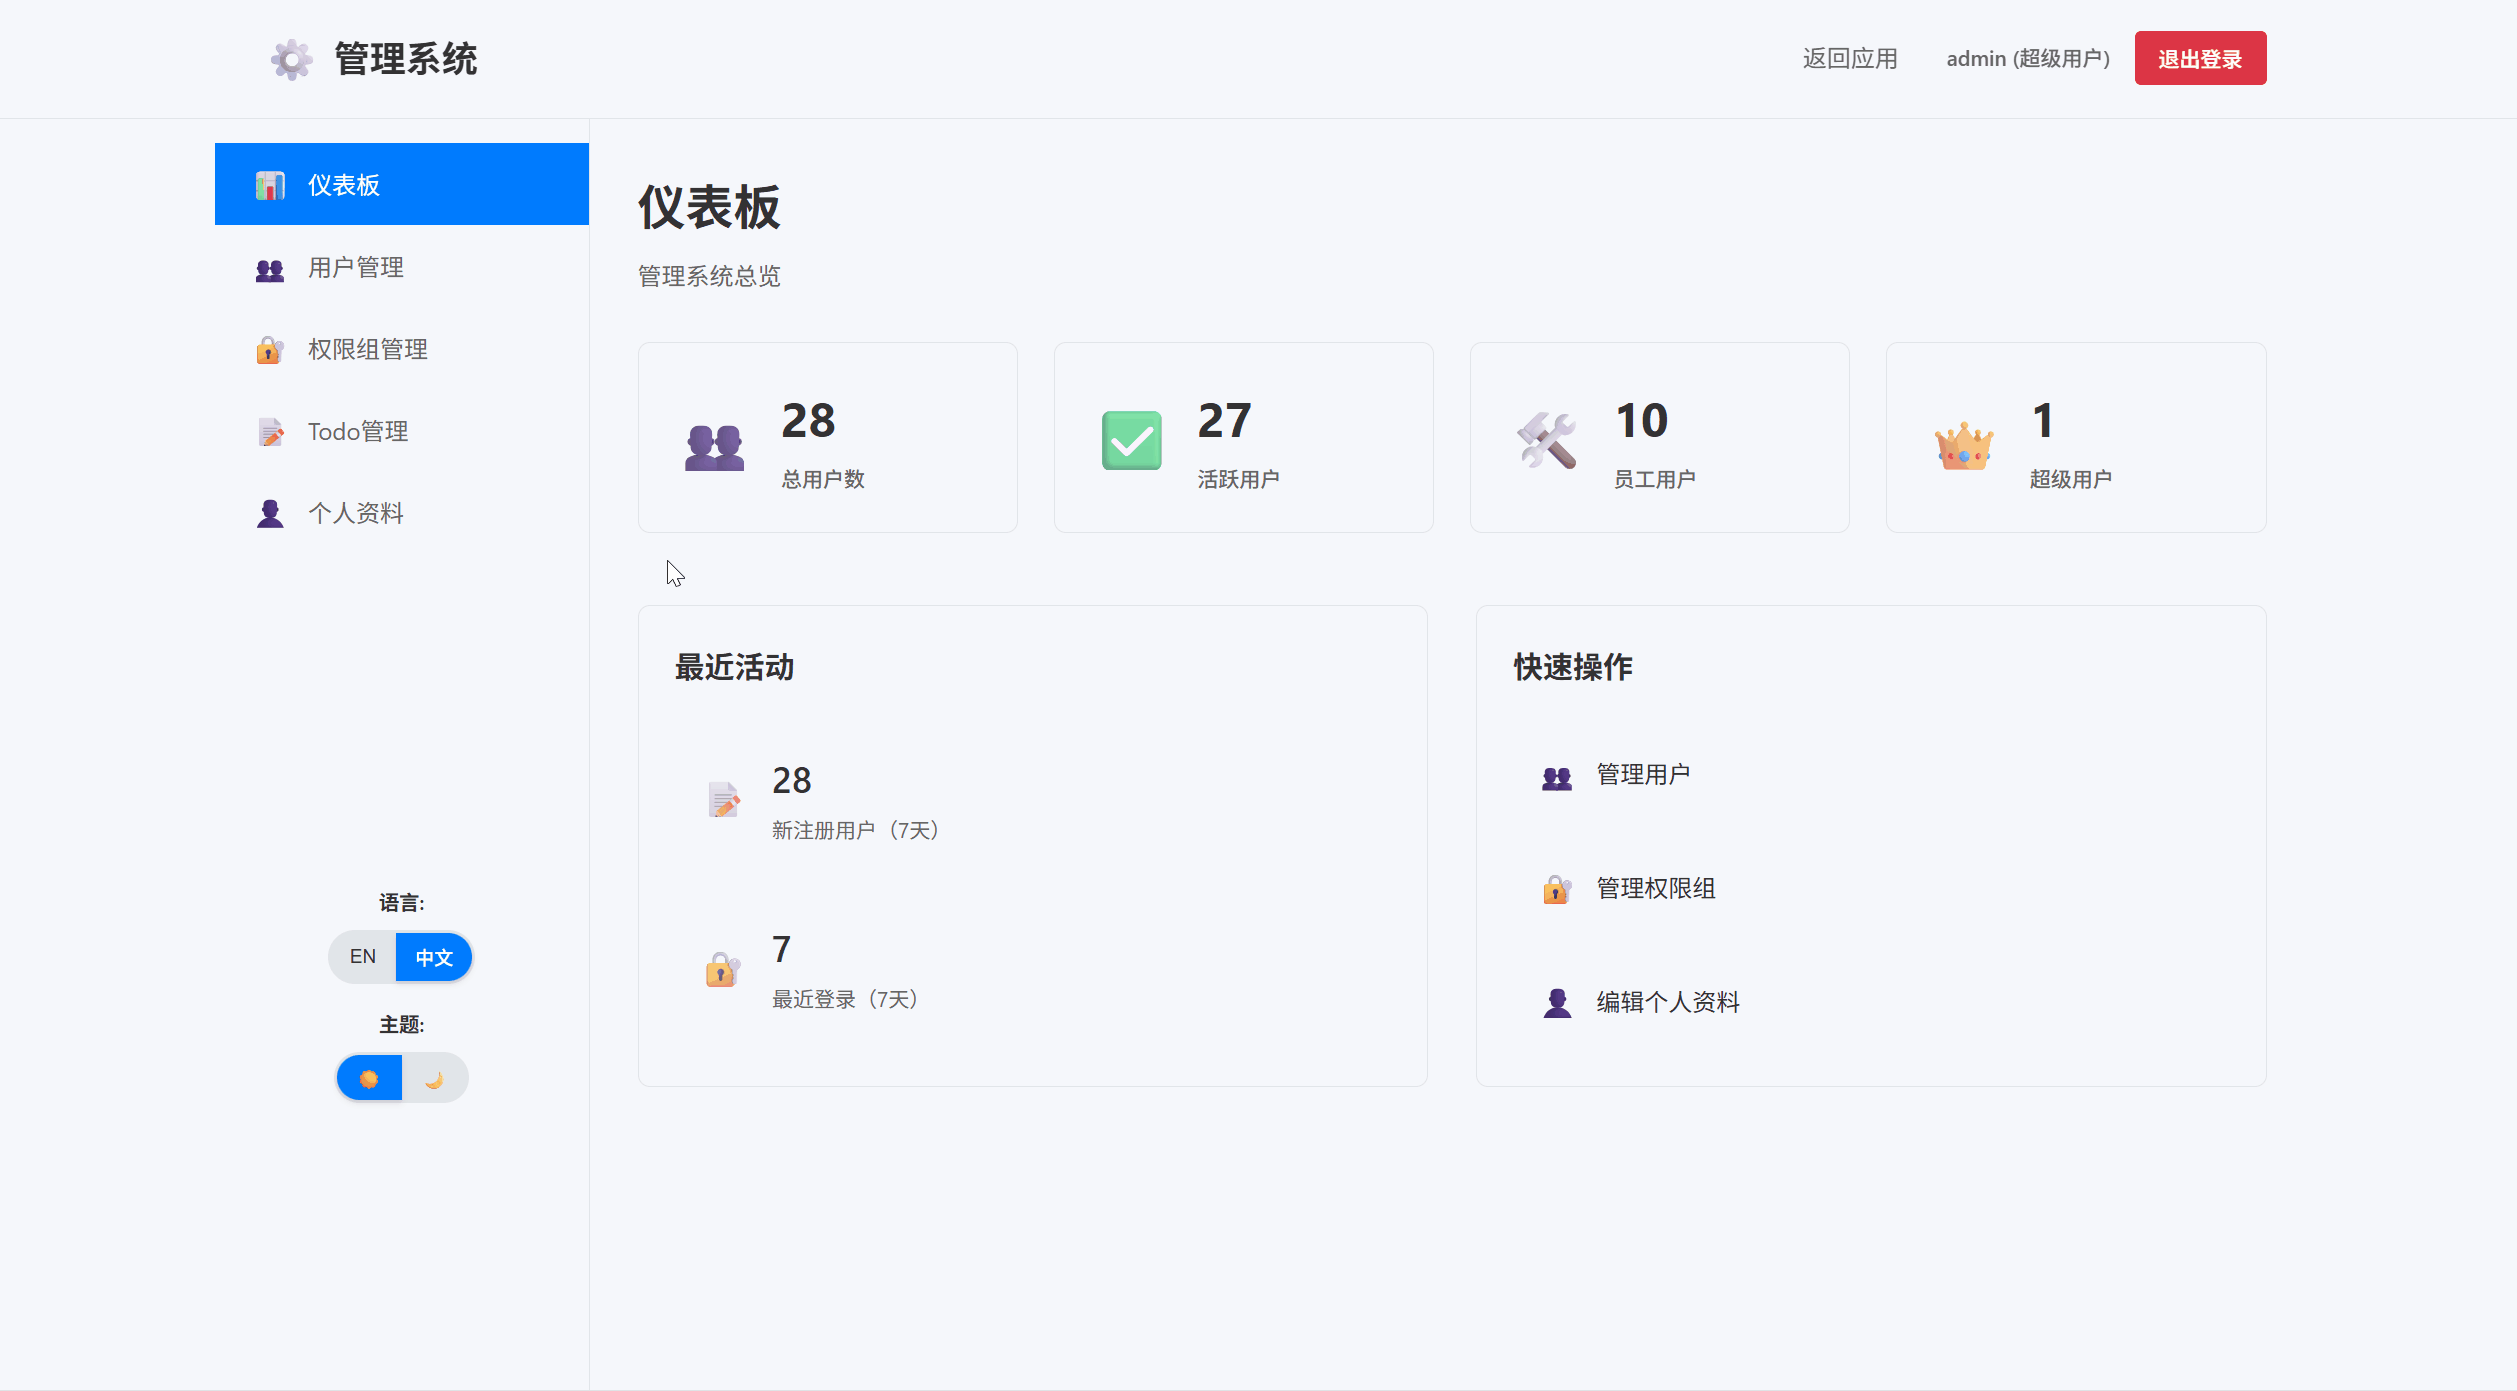 管理系统
返回应用
admin (超级用户)
退出登录
仪表板
用户管理
权限组管理
Todo管理
个人资料
语言:
EN
中文
主题:
仪表板
管理系统总览
28
总用户数
27
活跃用户
10
员工用户
1
超级用户
最近活动
28
新注册用户（7天）
7
最近登录（7天）
快速操作
管理用户
管理权限组
编辑个人资料